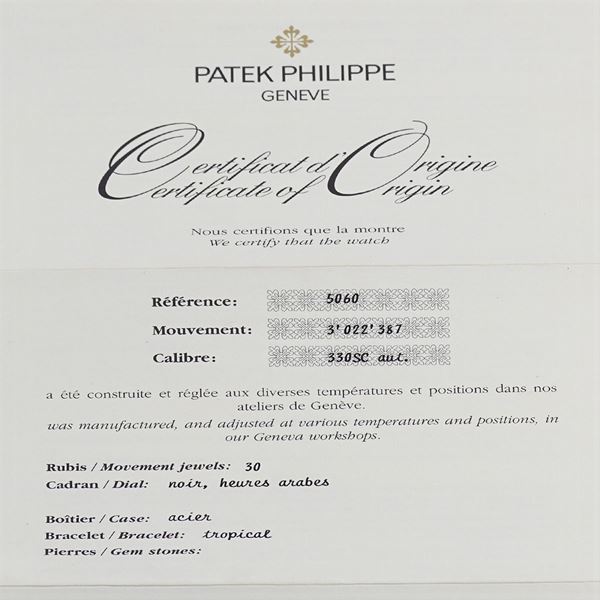 PATEK PHILIPPE
GENEVE
Certificat d'Origine
Certificate of Origin
Nous certifions que la montre
We certify that the watch
Référence: 5060
Mouvement: 3'022'387
Calibre: 330SC aut.
a été construite et réglée aux diverses températures et positions dans nos
ateliers de Genève.
was manufactured, and adjusted at various temperatures and positions, in
our Geneva workshops.
Rubis / Movement jewels: 30
Cadran / Dial: noir, heures arabes
Boîtier / Case: acier
Bracelet / Bracelet: tropical
Pierres / Gem stones: